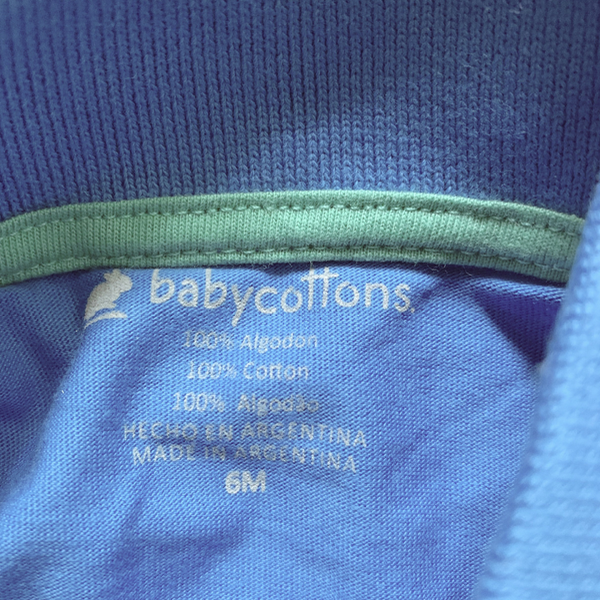 babycottons.
100% Algodon
100% Cotton
100% Algodão
HECHO EN ARGENTINA
MADE IN ARGENTINA
6M